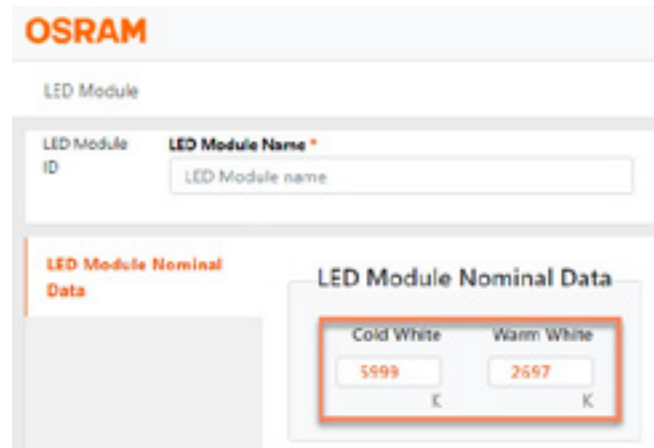 OSRAM
LED Module
LED Module ID
LED Module Name *
LED Module name
LED Module Nominal Data
LED Module Nominal Data
Cold White Warm White
5999 2697
K K